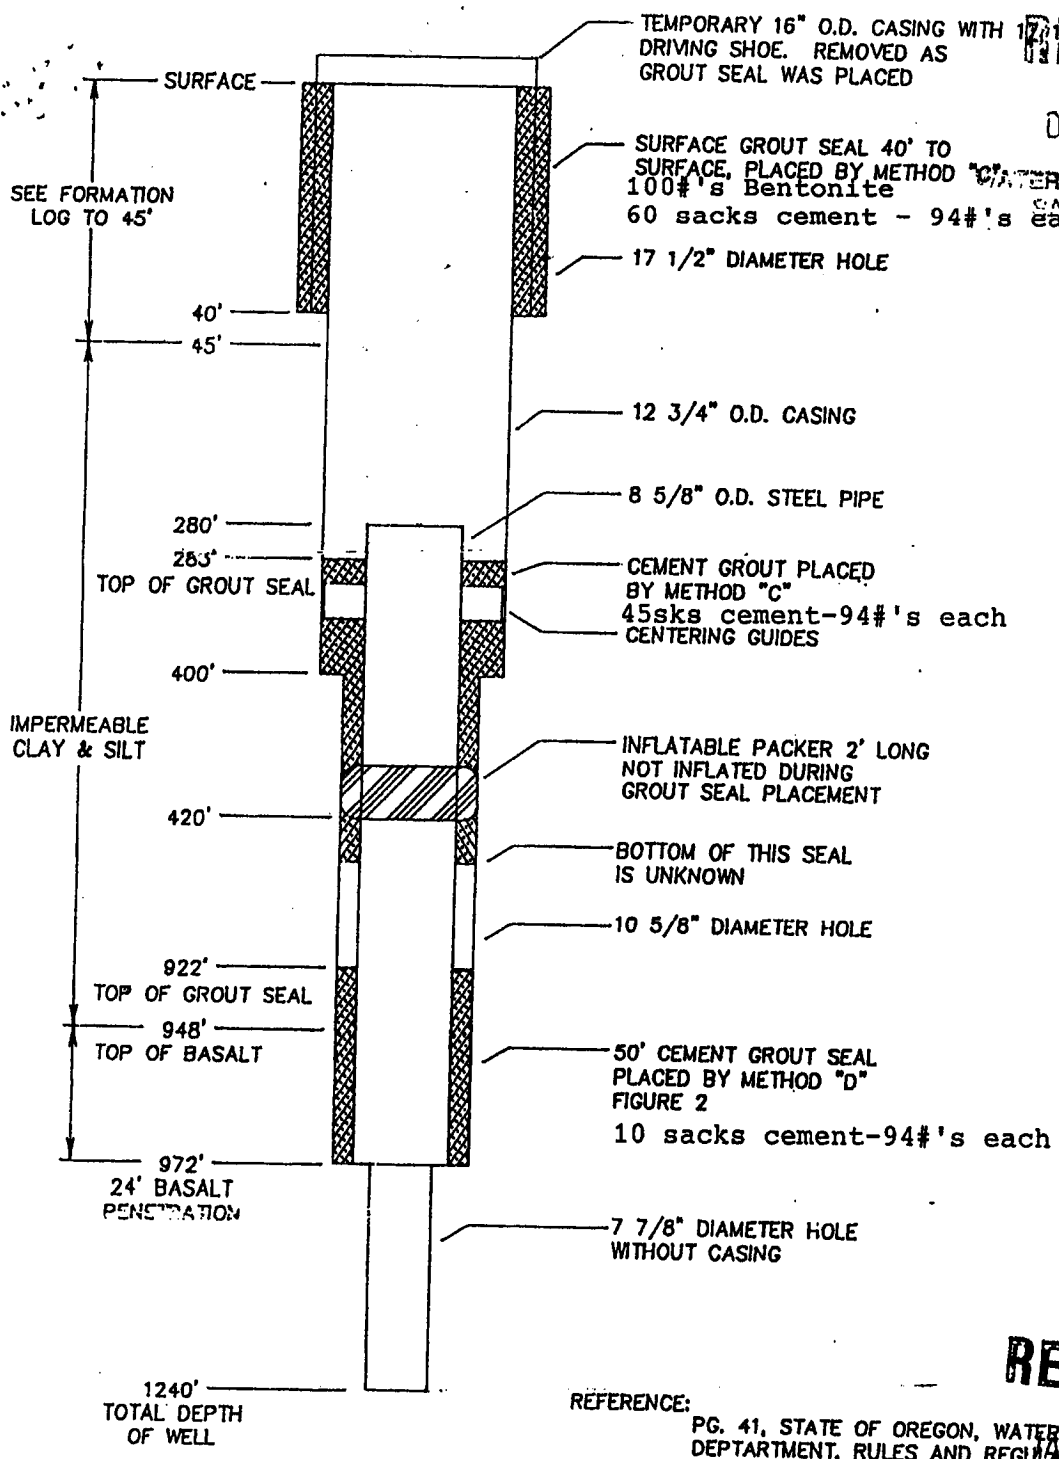 TEMPORARY 16" O.D. CASING WITH
DRIVING SHOE. REMOVED AS
GROUT SEAL WAS PLACED
SURFACE
SURFACE GROUT SEAL 40' TO
SURFACE, PLACED BY METHOD "C"
100#'s Bentonite
60 sacks cement - 94#'s ea
SEE FORMATION
LOG TO 45'
17 1/2" DIAMETER HOLE
40'
45'
12 3/4" O.D. CASING
8 5/8" O.D. STEEL PIPE
280'
TOP OF GROUT SEAL
CEMENT GROUT PLACED
BY METHOD "C"
45sks cement-94#'s each
CENTERING GUIDES
400'
IMPERMEABLE
CLAY & SILT
INFLATABLE PACKER 2' LONG
NOT INFLATED DURING
GROUT SEAL PLACEMENT
420'
BOTTOM OF THIS SEAL
IS UNKNOWN
10 5/8" DIAMETER HOLE
922'
TOP OF GROUT SEAL
948'
TOP OF BASALT
50' CEMENT GROUT SEAL
PLACED BY METHOD "D"
FIGURE 2
10 sacks cement-94#'s each
972'
24' BASALT
PENETRATION
7 7/8" DIAMETER HOLE
WITHOUT CASING
RE
1240'
TOTAL DEPTH
OF WELL
REFERENCE:
PG. 41, STATE OF OREGON, WATER
DEPTARTMENT, RULES AND